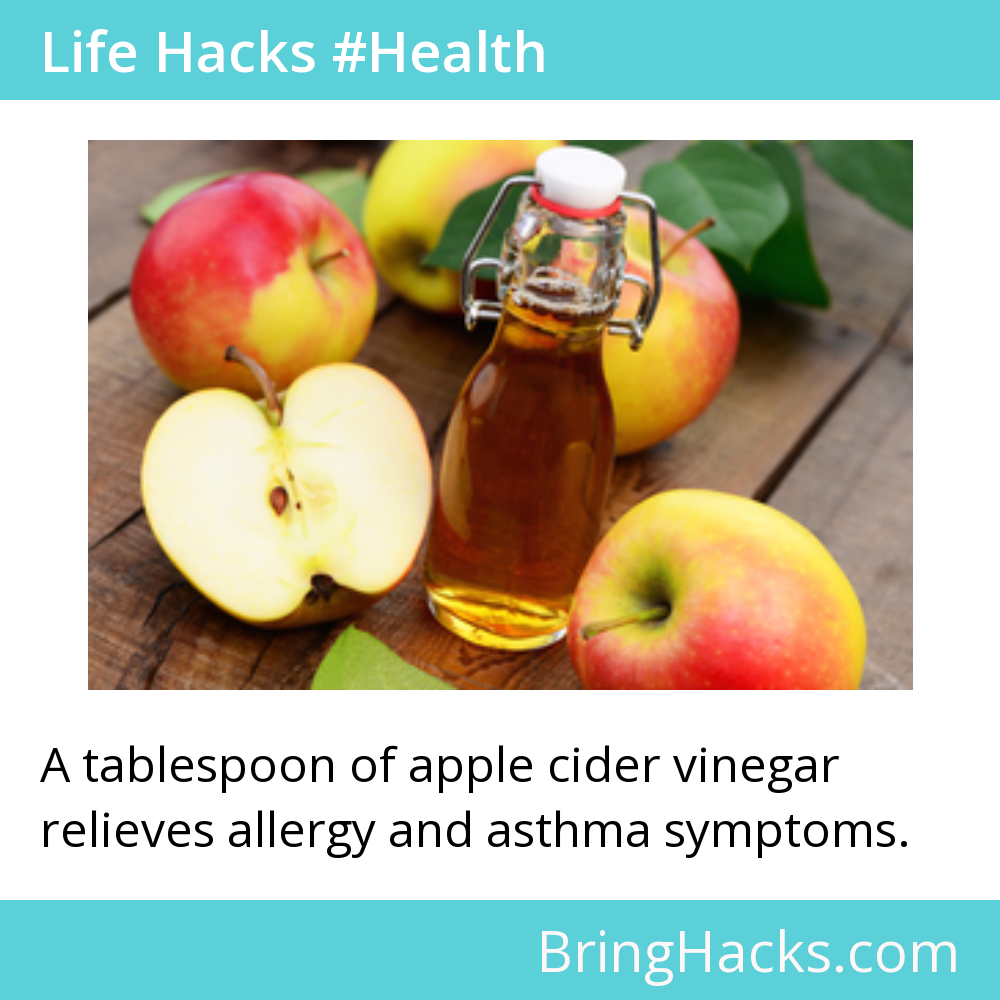 Life Hacks #Health
A tablespoon of apple cider vinegar
relieves allergy and asthma symptoms.
BringHacks.com